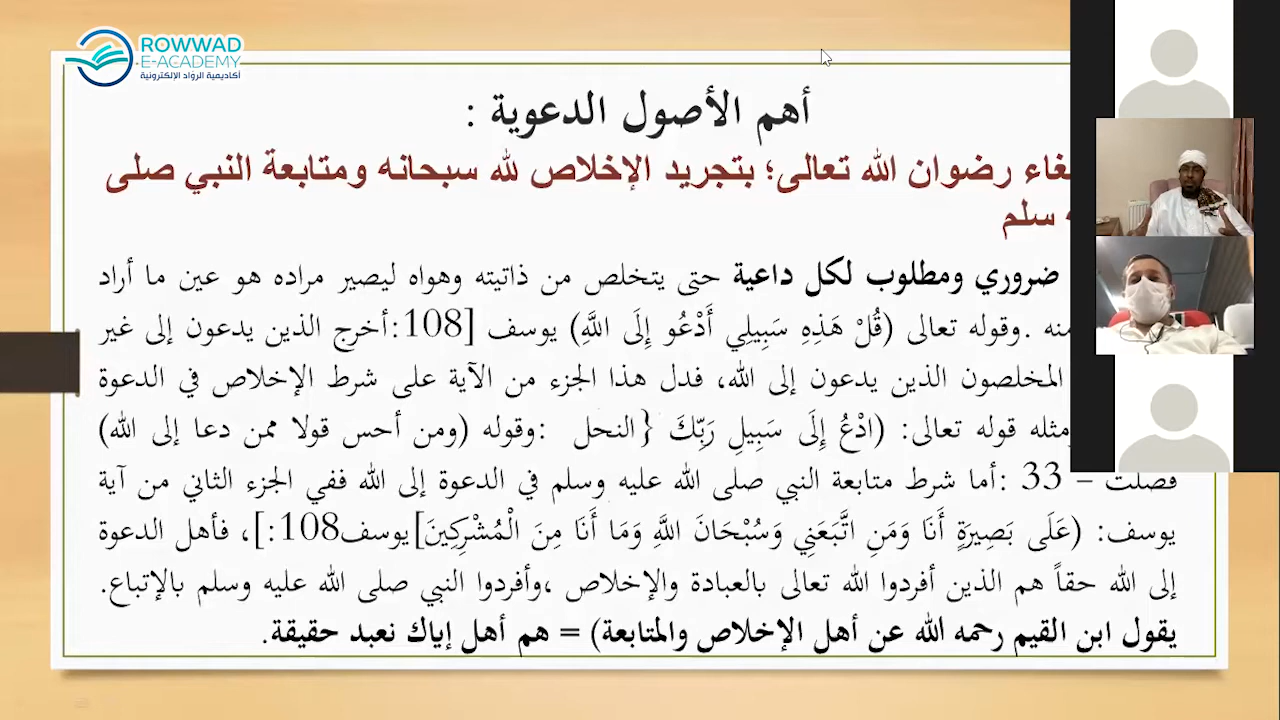 ROWWAD
E-ACADEMY
أكاديمية الرواد الإلكترونية
أهم الأصول الدعوية :
رضوان الله تعالى؛ بتجريد الإخلاص لله سبحانه ومتابعة النبي صلى
سلم
ضروري ومطلوب لكل داعية حتى يتخلص من ذاتيته وهواه ليصير مراده هو عين ما أراد
منه .وقوله تعالى (قُلْ هَذِهِ سَبِيلِي أَدْعُو إِلَى اللَّهِ) يوسف [108:أخرج الذين يدعون إلى غير
المخلصون الذين يدعون إلى الله، فدل هذا الجزء من الآية على شرط الإخلاص في الدعوة
ومثله قوله تعالى: (ادْعُ إِلَى سَبِيلِ رَبِّكَ {النحل :وقوله (ومن أحس قولا ممن دعا إلى الله)
فصلت – 33 :أما شرط متابعة النبي صلى الله عليه وسلم في الدعوة إلى الله ففي الجزء الثاني من آية
يوسف: (عَلَى بَصِيرَةٍ أَنَا وَمَنِ اتَّبَعَنِي وَسُبْحَانَ اللَّهِ وَمَا أَنَا مِنَ الْمُشْرِكِينَ]يوسف108:]، فأهل الدعوة
إلى الله حقاً هم الذين أفردوا الله تعالى بالعبادة والإخلاص ،وأفردوا النبي صلى الله عليه وسلم بالإتباع.
يقول ابن القيم رحمه الله عن أهل الإخلاص والمتابعة) = هم أهل إياك نعبد حقيقة.